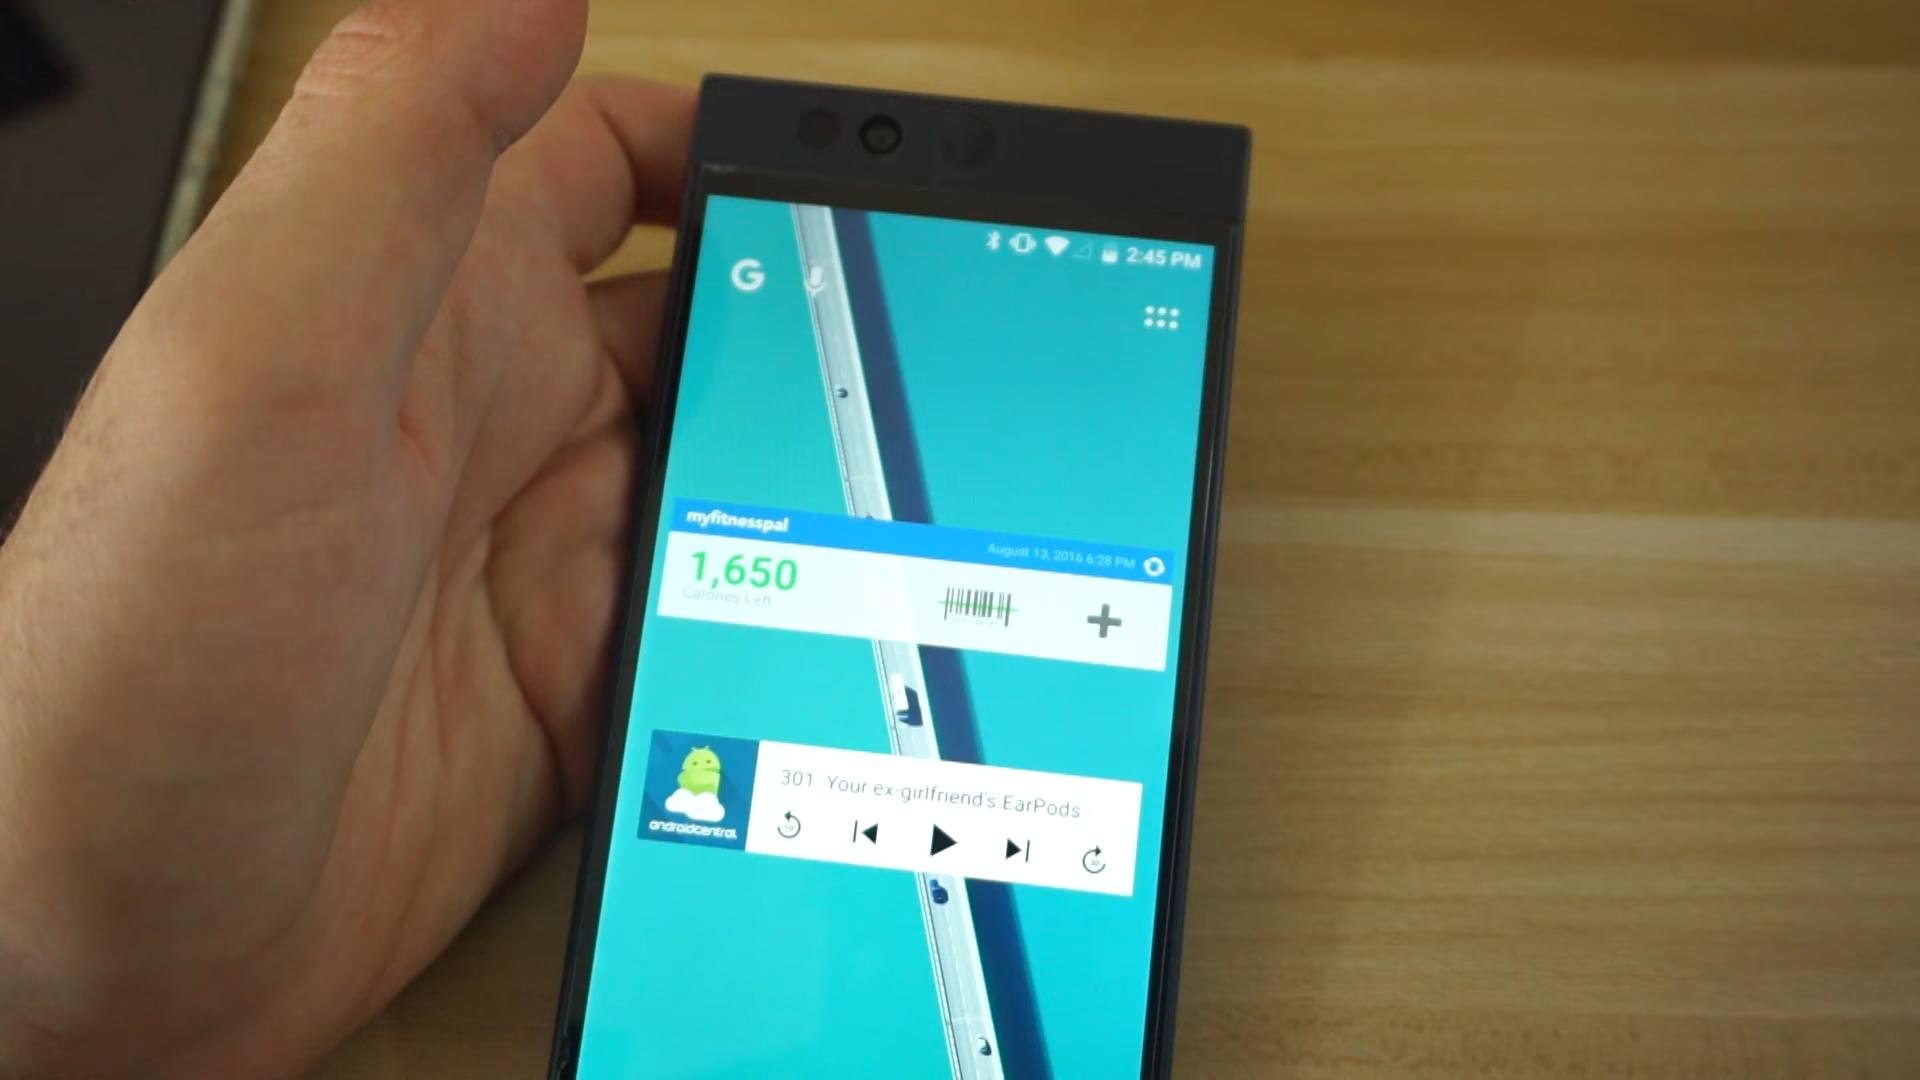 2:45 PM
G
myfitnesspal
August 13, 2016 6:28 PM
1,650
Calories Left
301: Your ex-girlfriend's EarPods
androidcentral
10